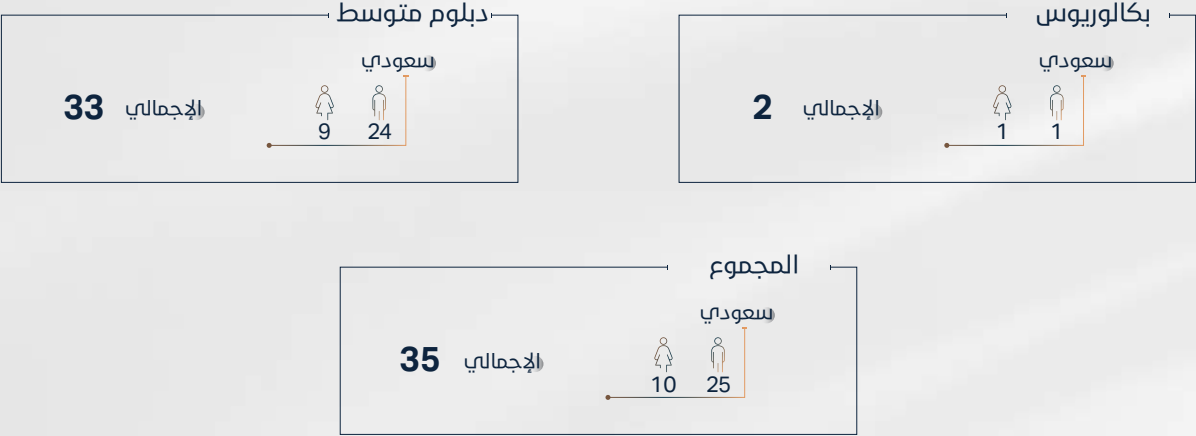 بكالوريوس
سعودي
1 1
الإجمالي 2
دبلوم متوسط
سعودي
24 9
الإجمالي 33
المجموع
سعودي
25 10
الإجمالي 35